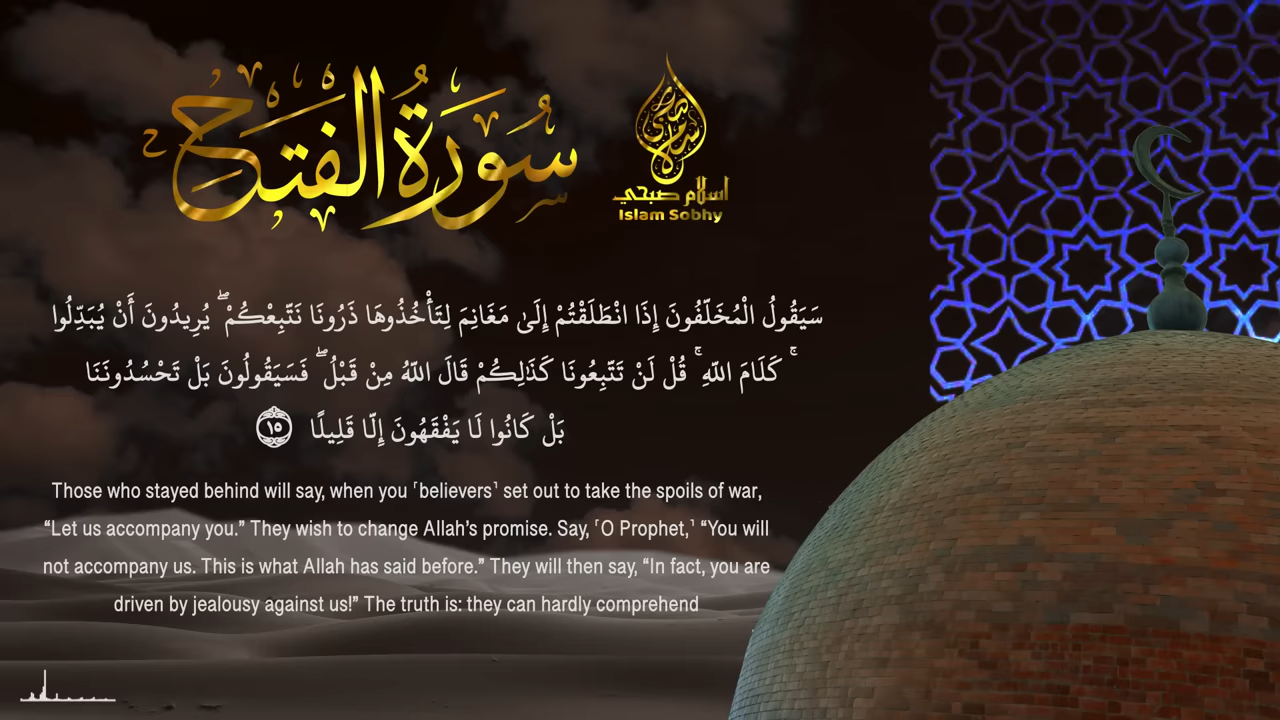 سُورَةُ الْفَتَحِ
اسلام صبحي
Islam Sobhy
سَيَقُولُ الْمُخَلَّفُونَ إِذَا انْطَلَقْتُمْ إِلَىٰ مَغَانِمَ لِتَأْخُذُوهَا ذَرُونَا نَتَّبِعْكُمْ ۖ يُرِيدُونَ أَنْ يُبَدِّلُوا
كَلَامَ اللَّهِ ۚ قُلْ لَنْ تَتَّبِعُونَا كَذَٰلِكُمْ قَالَ اللَّهُ مِنْ قَبْلُ ۖ فَسَيَقُولُونَ بَلْ تَحْسُدُونَنَا ۚ
بَلْ كَانُوا لَا يَفْقَهُونَ إِلَّا قَلِيلًا ١٥
Those who stayed behind will say, when you ˹believers˺ set out to take the spoils of war,
“Let us accompany you.” They wish to change Allah’s promise. Say, ˹O Prophet,˺ “You will
not accompany us. This is what Allah has said before.” They will then say, “In fact, you are
driven by jealousy against us!” The truth is: they can hardly comprehend